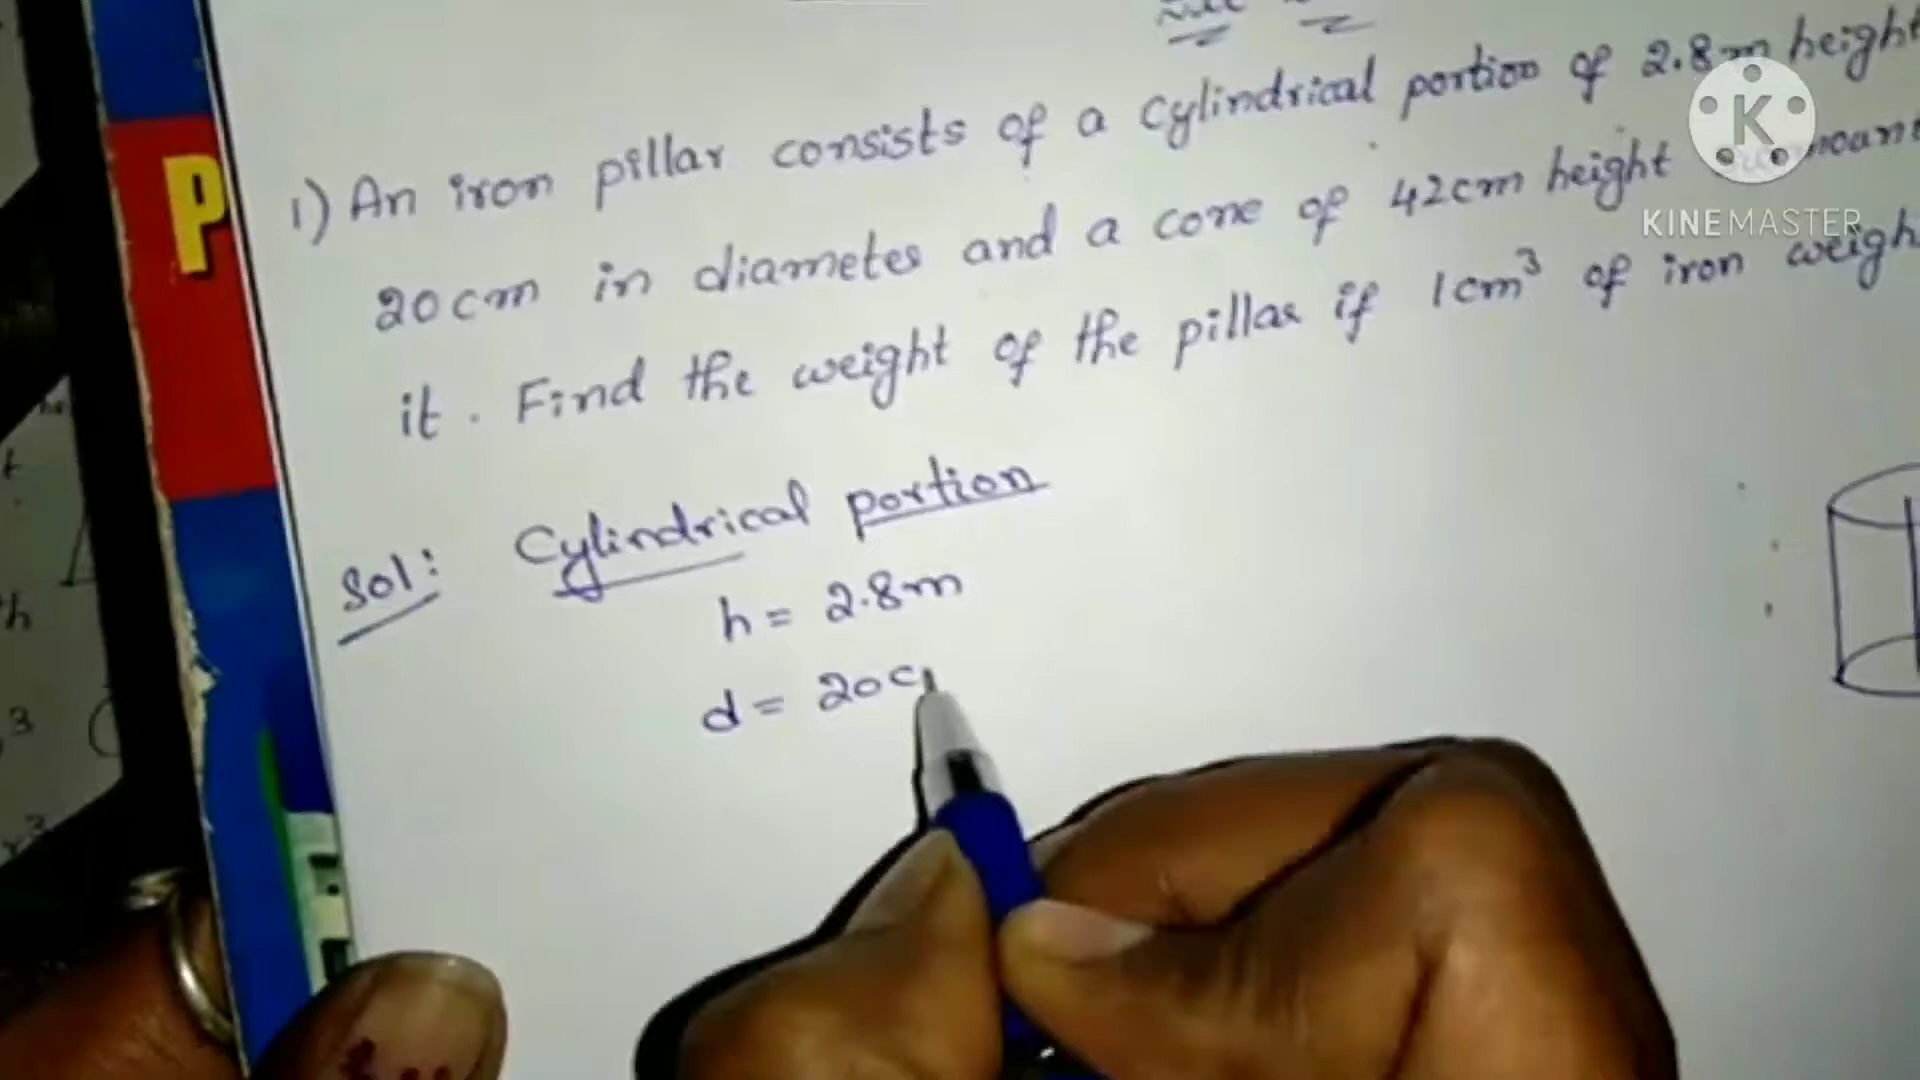 1) An iron pillar consists of a cylindrical portion of 2.8m height
20cm in diameter and a cone of 42cm height
it. Find the weight of the pillar if 1cm³ of iron weigh
Sol: Cylindrical portion
h = 2.8m
d = 20c
P
K
KINEMASTER